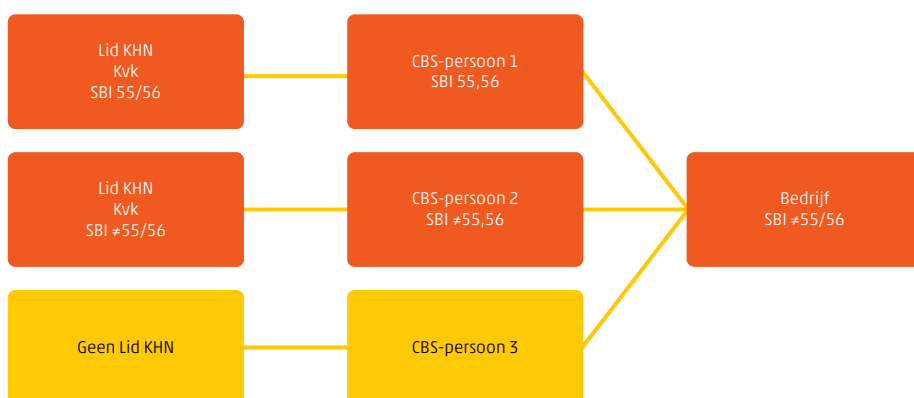 Lid KHN
Kvk
SBI 55/56
CBS-persoon 1
SBI 55,56
Lid KHN
Kvk
SBI ≠55/56
CBS-persoon 2
SBI ≠55,56
Bedrijf
SBI ≠55/56
Geen Lid KHN
CBS-persoon 3